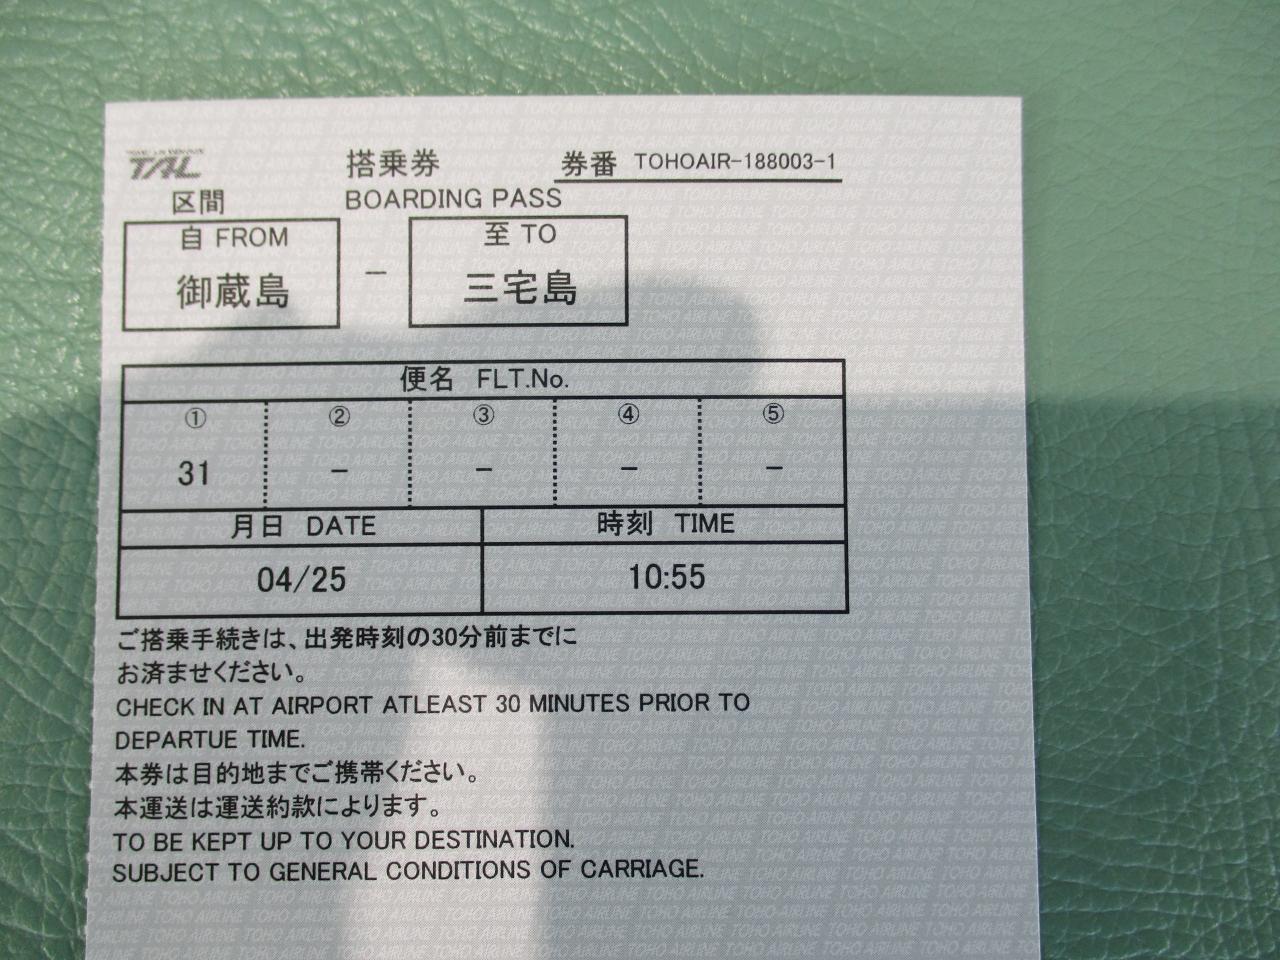 TAL
搭乗券
券番 TOHOAIR-188003-1
区間
BOARDING PASS
自 FROM
至 TO
御蔵島
－
三宅島
便名 FLT.No.
① ② ③ ④ ⑤
31 － － － －
月日 DATE
時刻 TIME
04/25
10:55
ご搭乗手続きは、出発時刻の30分前までに
お済ませください。
CHECK IN AT AIRPORT ATLEAST 30 MINUTES PRIOR TO
DEPARTUE TIME.
本券は目的地までご携帯ください。
本運送は運送約款によります。
TO BE KEPT UP TO YOUR DESTINATION.
SUBJECT TO GENERAL CONDITIONS OF CARRIAGE.